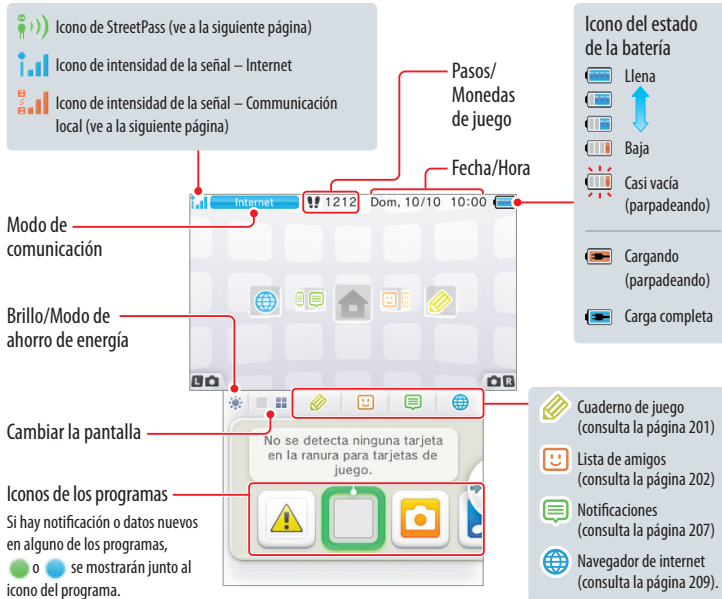 Icono de StreetPass (ve a la siguiente página)
Icono de intensidad de la señal – Internet
Icono de intensidad de la señal – Communicación
local (ve a la siguiente página)
Pasos/
Monedas
de juego
Fecha/Hora
Icono del estado
de la batería
Llena
Baja
Casi vacía
(parpadeando)
Cargando
(parpadeando)
Carga completa
Internet
1212
Dom, 10/10
10:00
Modo de
comunicación
Brillo/Modo de
ahorro de energía
L
R
Cambiar la pantalla
No se detecta ninguna tarjeta
en la ranura para tarjetas de
juego.
Iconos de los programas
Si hay notificación o datos nuevos
en alguno de los programas,
o se mostrarán junto al
icono del programa.
Cuaderno de juego
(consulta la página 201)
Lista de amigos
(consulta la página 202)
Notificaciones
(consulta la página 207)
Navegador de internet
(consulta la página 209).